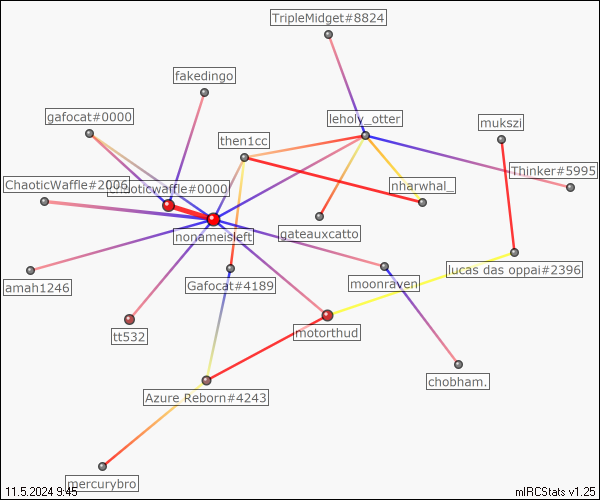 TripleMidget#8824
fakedingo
gafocat#0000
leholy_otter
mukszi
then1cc
Thinker#5995
ChaoticWaffle#2006
chaoticwaffle#0000
nharwhal_
nonameisleft
gateauxcatto
lucas das oppai#2396
amah1246
Gafocat#4189
moonraven
tt532
motorthud
chobham.
Azure Reborn#4243
mercurybro
11.5.2024 9:45
mIRCStats v1.25